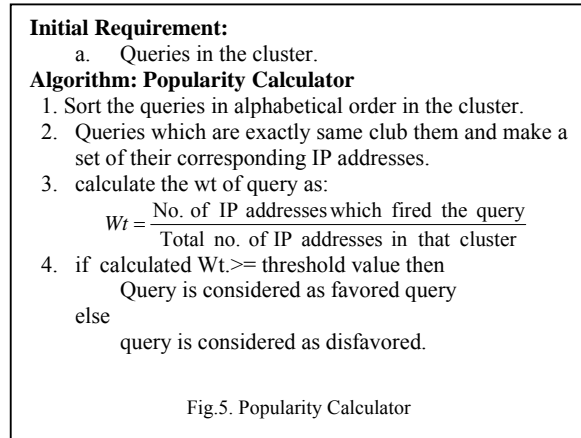 Initial Requirement:
a. Queries in the cluster.
Algorithm: Popularity Calculator
1. Sort the queries in alphabetical order in the cluster.
2. Queries which are exactly same club them and make a
set of their corresponding IP addresses.
3. calculate the wt of query as:
Wt = No. of IP addresses which fired the query / Total no. of IP addresses in that cluster
4. if calculated Wt.>= threshold value then
Query is considered as favored query
else
query is considered as disfavored.
Fig.5. Popularity Calculator